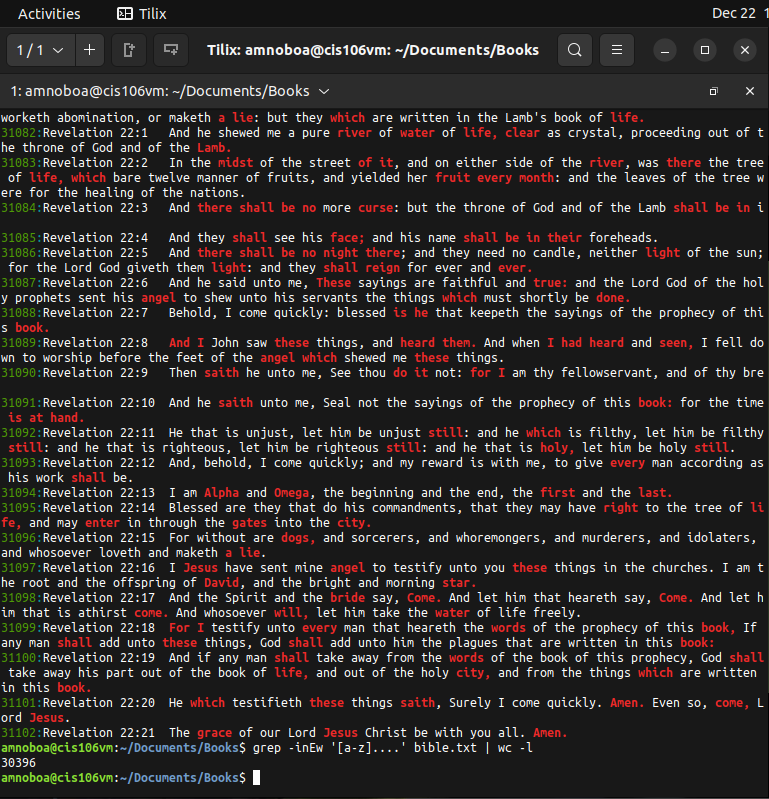 Activities Tilix Dec 22 1
1 / 1 Tilix: amnoboa@cis106vm: ~/Documents/Books
1: amnoboa@cis106vm: ~/Documents/Books
worketh abomination, or maketh a lie: but they which are written in the Lamb's book of life.
31082:Revelation 22:1 And he shewed me a pure river of water of life, clear as crystal, proceeding out of t
he throne of God and of the Lamb.
31083:Revelation 22:2 In the midst of the street of it, and on either side of the river, was there the tree
of life, which bare twelve manner of fruits, and yielded her fruit every month: and the leaves of the tree w
ere for the healing of the nations.
31084:Revelation 22:3 And there shall be no more curse: but the throne of God and of the Lamb shall be in i
31085:Revelation 22:4 And they shall see his face; and his name shall be in their foreheads.
31086:Revelation 22:5 And there shall be no night there; and they need no candle, neither light of the sun;
for the Lord God giveth them light: and they shall reign for ever and ever.
31087:Revelation 22:6 And he said unto me, These sayings are faithful and true: and the Lord God of the hol
y prophets sent his angel to shew unto his servants the things which must shortly be done.
31088:Revelation 22:7 Behold, I come quickly: blessed is he that keepeth the sayings of the prophecy of thi
s book.
31089:Revelation 22:8 And I John saw these things, and heard them. And when I had heard and seen, I fell do
wn to worship before the feet of the angel which shewed me these things.
31090:Revelation 22:9 Then saith he unto me, See thou do it not: for I am thy fellowservant, and of thy bre
31091:Revelation 22:10 And he saith unto me, Seal not the sayings of the prophecy of this book: for the time
is at hand.
31092:Revelation 22:11 He that is unjust, let him be unjust still: and he which is filthy, let him be filthy
still: and he that is righteous, let him be righteous still: and he that is holy, let him be holy still.
31093:Revelation 22:12 And, behold, I come quickly; and my reward is with me, to give every man according as
his work shall be.
31094:Revelation 22:13 I am Alpha and Omega, the beginning and the end, the first and the last.
31095:Revelation 22:14 Blessed are they that do his commandments, that they may have right to the tree of li
fe, and may enter in through the gates into the city.
31096:Revelation 22:15 For without are dogs, and sorcerers, and whoremongers, and murderers, and idolaters,
and whosoever loveth and maketh a lie.
31097:Revelation 22:16 I Jesus have sent mine angel to testify unto you these things in the churches. I am t
he root and the offspring of David, and the bright and morning star.
31098:Revelation 22:17 And the Spirit and the bride say, Come. And let him that heareth say, Come. And let h
im that is athirst come. And whosoever will, let him take the water of life freely.
31099:Revelation 22:18 For I testify unto every man that heareth the words of the prophecy of this book, If
any man shall add unto these things, God shall add unto him the plagues that are written in this book:
31100:Revelation 22:19 And if any man shall take away from the words of the book of this prophecy, God shall
take away his part out of the book of life, and out of the holy city, and from the things which are written
in this book.
31101:Revelation 22:20 He which testifieth these things saith, Surely I come quickly. Amen. Even so, come, L
ord Jesus.
31102:Revelation 22:21 The grace of our Lord Jesus Christ be with you all. Amen.
amnoboa@cis106vm:~/Documents/Books$ grep -inEw '[a-z]....' bible.txt | wc -l
30396
amnoboa@cis106vm:~/Documents/Books$